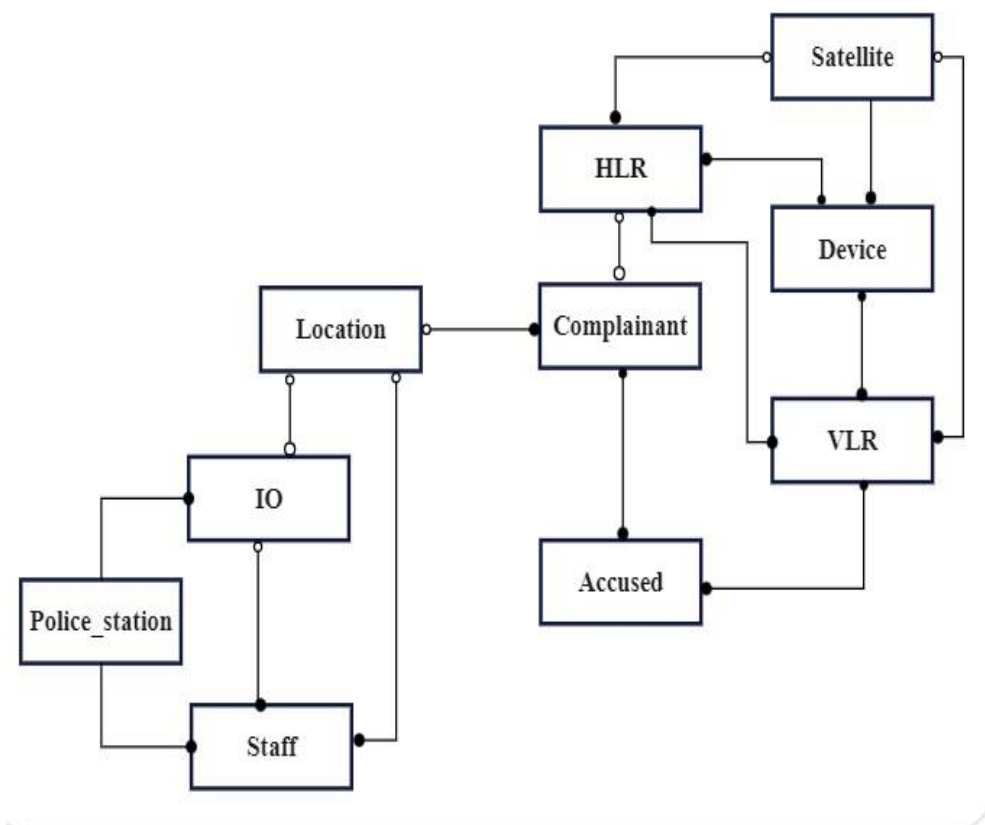 Satellite
HLR
Device
Location
Complainant
VLR
IO
Accused
Police_station
Staff